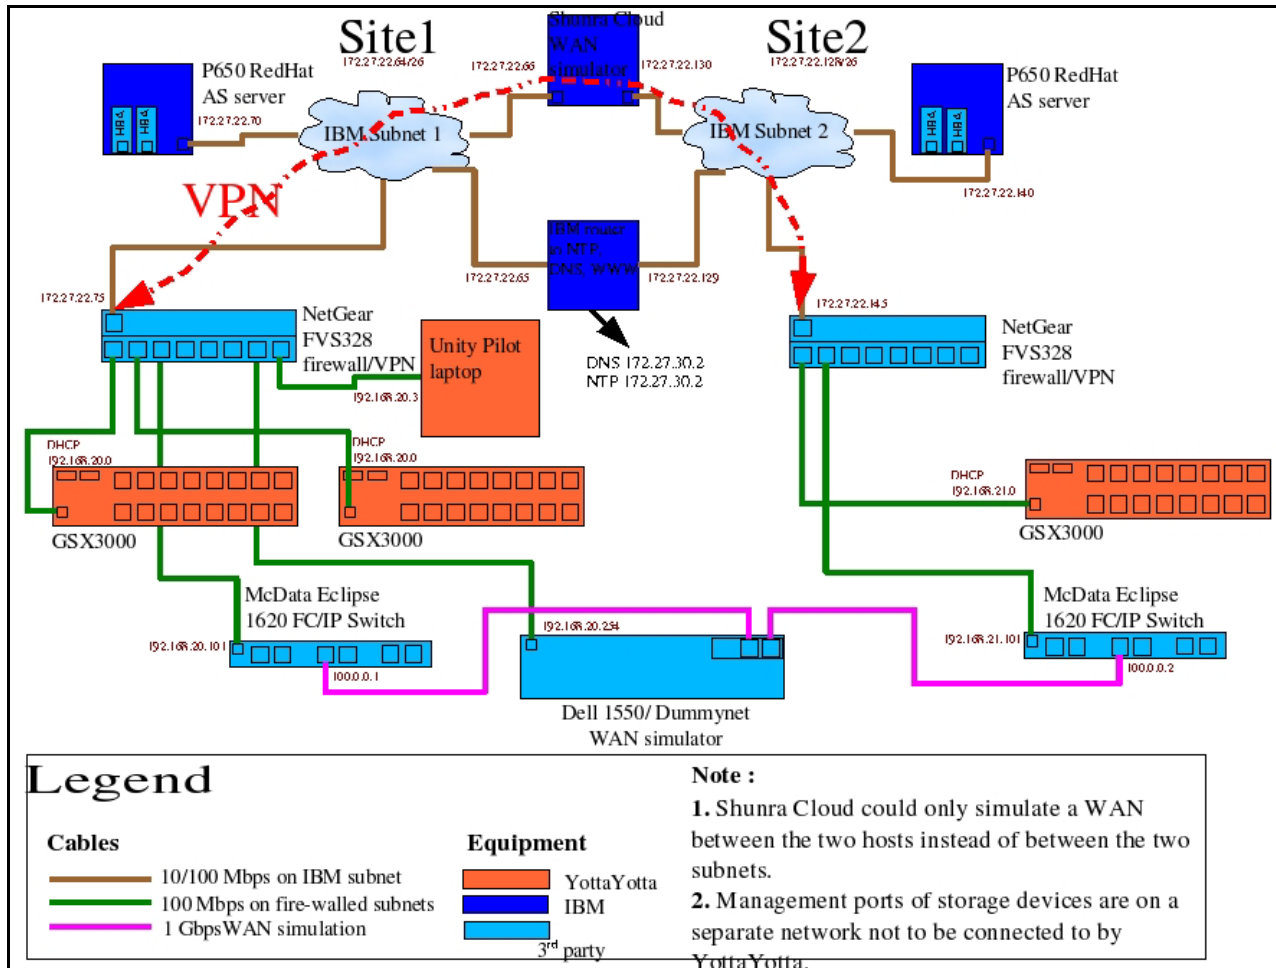 Site1
Site2
Shunra Cloud
WAN
simulator
172.27.22.64/26
172.27.22.66
172.27.22.130
172.27.22.128/26
P650 RedHat
AS server
P650 RedHat
AS server
HBA
HBA
172.27.22.70
IBM Subnet 1
IBM Subnet 2
HBA
HBA
172.27.22.140
VPN
IBM router
to NTP,
DNS, WWW
172.27.22.65
172.27.22.129
172.27.22.75
172.27.22.145
NetGear
FVS328
firewall/VPN
Unity Pilot
laptop
192.168.20.3
DNS 172.27.30.2
NTP 172.27.30.2
NetGear
FVS328
firewall/VPN
DHCP
192.168.20.0
DHCP
192.168.20.0
DHCP
192.168.21.0
GSX3000
GSX3000
GSX3000
McData Eclipse
1620 FC/IP Switch
McData Eclipse
1620 FC/IP Switch
192.168.20.101
192.168.20.254
192.168.21.101
100.0.0.1
100.0.0.2
Dell 1550/ Dummynet
WAN simulator
Legend
Cables
10/100 Mbps on IBM subnet
100 Mbps on fire-walled subnets
1 GbpsWAN simulation
Equipment
YottaYotta
IBM
3rd party
Note :
1. Shunra Cloud could only simulate a WAN
between the two hosts instead of between the two
subnets.
2. Management ports of storage devices are on a
separate network not to be connected to by
YottaYotta.